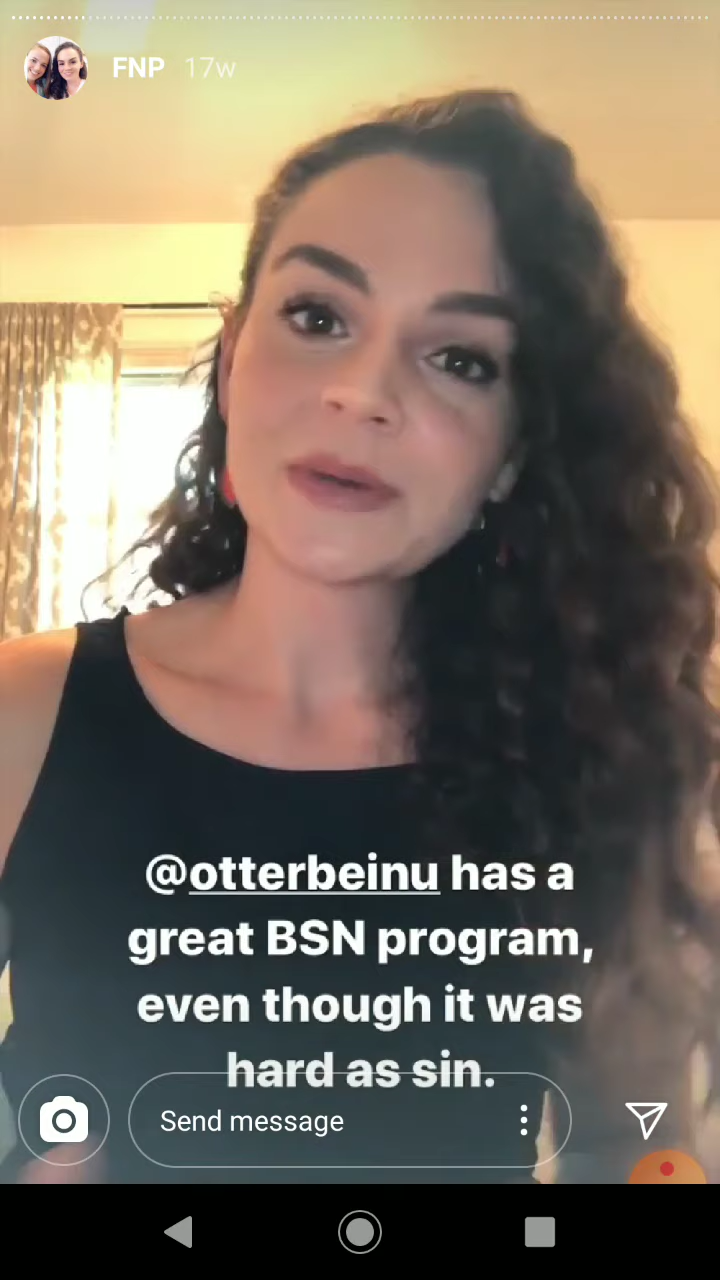 FNP 17w
@otterbeinu has a
great BSN program,
even though it was
hard as sin.
Send message